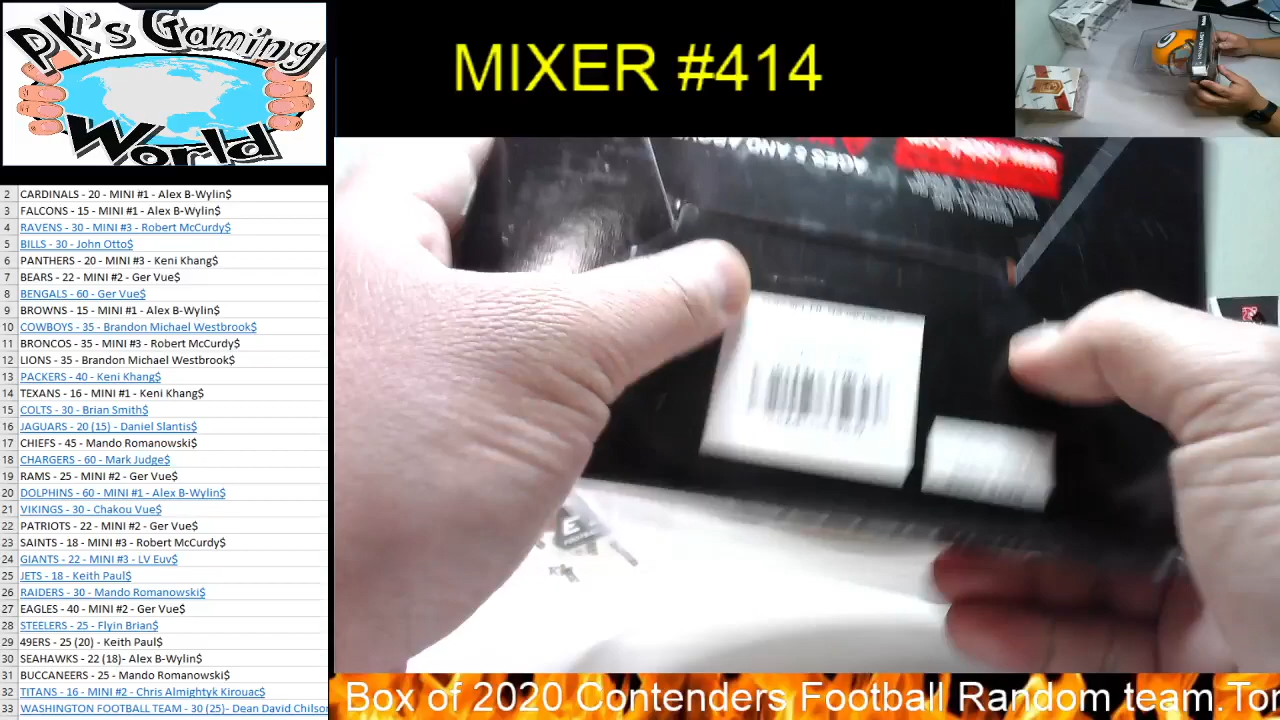 PK's Gaming
World
MIXER #414
2 CARDINALS - 20 - MINI #1 - Alex B-Wylin$
3 FALCONS - 15 - MINI #1 - Alex B-Wylin$
4 RAVENS - 30 - MINI #3 - Robert McCurdy$
5 BILLS - 30 - John Otto$
6 PANTHERS - 20 - MINI #3 - Keni Khang$
7 BEARS - 22 - MINI #2 - Ger Vue$
8 BENGALS - 60 - Ger Vue$
9 BROWNS - 15 - MINI #1 - Alex B-Wylin$
10 COWBOYS - 35 - Brandon Michael Westbrook$
11 BRONCOS - 35 - MINI #3 - Robert McCurdy$
12 LIONS - 35 - Brandon Michael Westbrook$
13 PACKERS - 40 - Keni Khang$
14 TEXANS - 16 - MINI #1 - Keni Khang$
15 COLTS - 30 - Brian Smith$
16 JAGUARS - 20 (15) - Daniel Slantis$
17 CHIEFS - 45 - Mando Romanowski$
18 CHARGERS - 60 - Mark Judge$
19 RAMS - 25 - MINI #2 - Ger Vue$
20 DOLPHINS - 60 - MINI #1 - Alex B-Wylin$
21 VIKINGS - 30 - Chakou Vue$
22 PATRIOTS - 22 - MINI #2 - Ger Vue$
23 SAINTS - 18 - MINI #3 - Robert McCurdy$
24 GIANTS - 22 - MINI #3 - LV Euv$
25 JETS - 18 - Keith Paul$
26 RAIDERS - 30 - Mando Romanowski$
27 EAGLES - 40 - MINI #2 - Ger Vue$
28 STEELERS - 25 - Flyin Brian$
29 49ERS - 25 (20) - Keith Paul$
30 SEAHAWKS - 22 (18)- Alex B-Wylin$
31 BUCCANEERS - 25 - Mando Romanowski$
32 TITANS - 16 - MINI #2 - Chris Almightyk Kirouac$
33 WASHINGTON FOOTBALL TEAM - 30 (25)- Dean David Chilson
AGES 5 AND ABOVE
Box of 2020 Contenders Football Random team.Tor